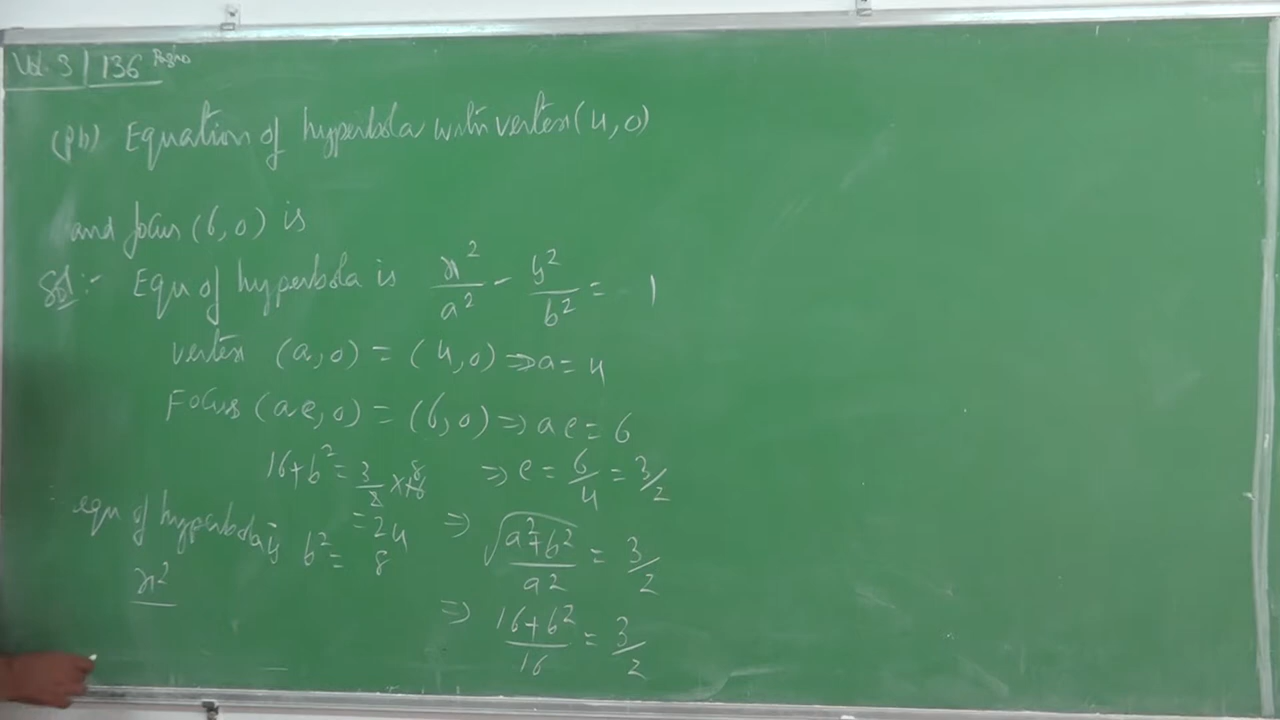 Vol. 3 / 136 PgNo
(Pb) Equation of hyperbola with vertex (4, 0)
and focus (6, 0) is
Sol:- Equ of hyperbola is x²/a² - y²/b² = 1
vertex (a, 0) = (4, 0) ⇒ a = 4
Focus (ae, 0) = (6, 0) ⇒ ae = 6
⇒ e = 6/4 = 3/2
⇒ √((a²+b²)/a²) = 3/2
⇒ (16+b²)/16 = 3/2
16+b² = 3/2 × 16 8
= 24
b² = 8
equ of hyperbola is
x²